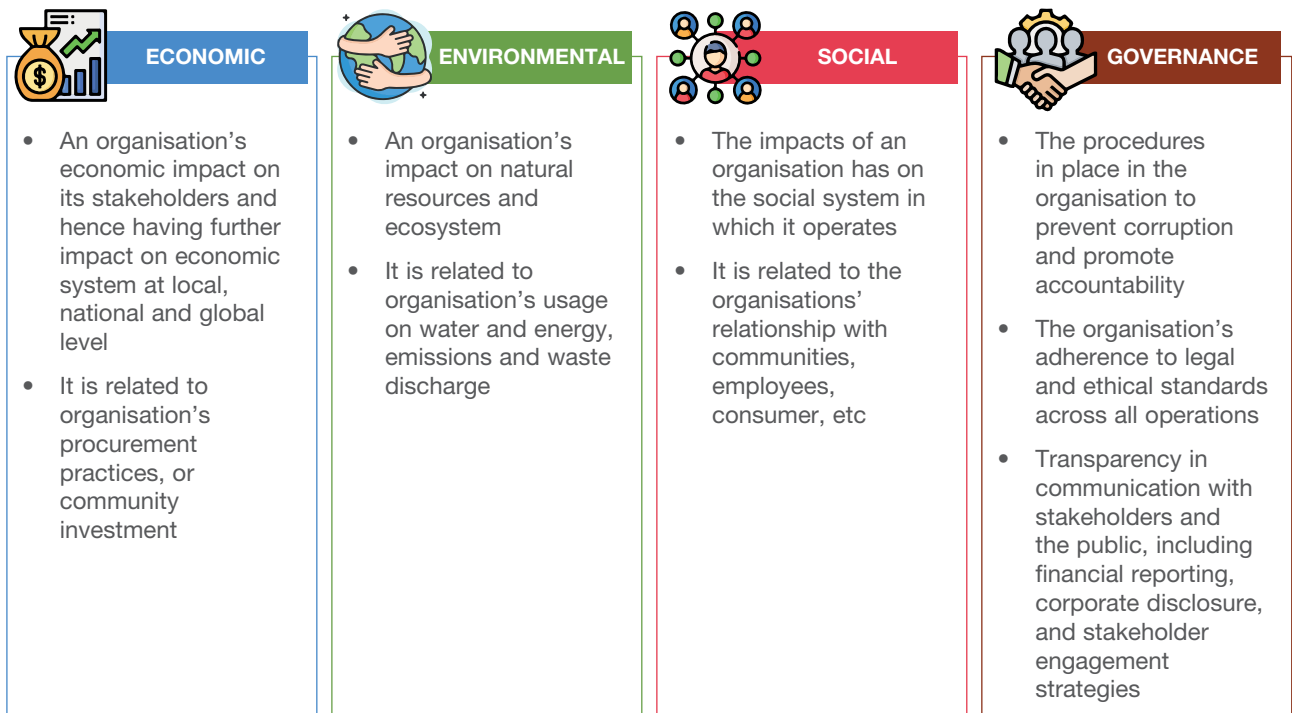 ECONOMIC
• An organisation's
economic impact on
its stakeholders and
hence having further
impact on economic
system at local,
national and global
level
• It is related to
organisation's
procurement
practices, or
community
investment
ENVIRONMENTAL
• An organisation's
impact on natural
resources and
ecosystem
• It is related to
organisation's usage
on water and energy,
emissions and waste
discharge
SOCIAL
• The impacts of an
organisation has on
the social system in
which it operates
• It is related to the
organisations'
relationship with
communities,
employees,
consumer, etc
GOVERNANCE
• The procedures
in place in the
organisation to
prevent corruption
and promote
accountability
• The organisation's
adherence to legal
and ethical standards
across all operations
• Transparency in
communication with
stakeholders and
the public, including
financial reporting,
corporate disclosure,
and stakeholder
engagement
strategies